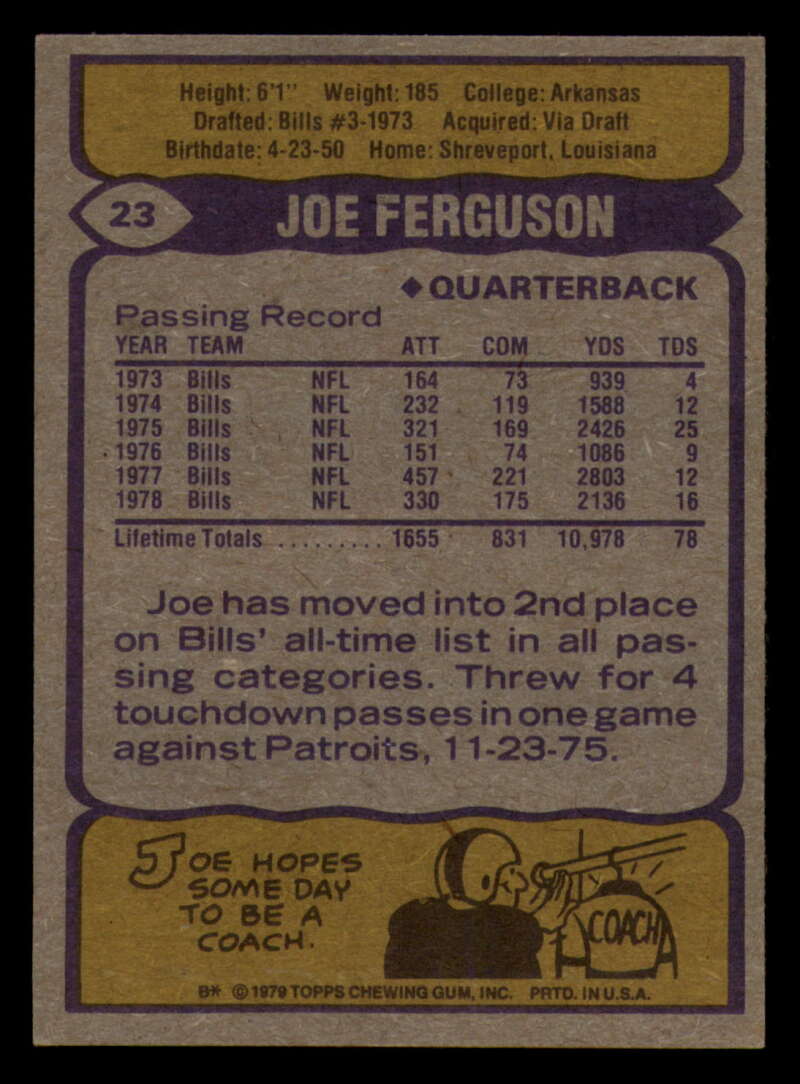 Height: 6'1" Weight: 185 College: Arkansas
Drafted: Bills #3-1973 Acquired: Via Draft
Birthdate: 4-23-50 Home: Shreveport, Louisiana
23 JOE FERGUSON
◆QUARTERBACK
Passing Record
YEAR TEAM ATT COM YDS TDS
1973 Bills NFL 164 73 939 4
1974 Bills NFL 232 119 1588 12
1975 Bills NFL 321 169 2426 25
1976 Bills NFL 151 74 1086 9
1977 Bills NFL 457 221 2803 12
1978 Bills NFL 330 175 2136 16
Lifetime Totals .......... 1655 831 10,978 78
Joe has moved into 2nd place
on Bills' all-time list in all pas-
sing categories. Threw for 4
touchdown passes in one game
against Patroits, 11-23-75.
JOE HOPES
SOME DAY
TO BE A
COACH.
COACH
B* © 1979 TOPPS CHEWING GUM, INC. PRTD. IN U.S.A.